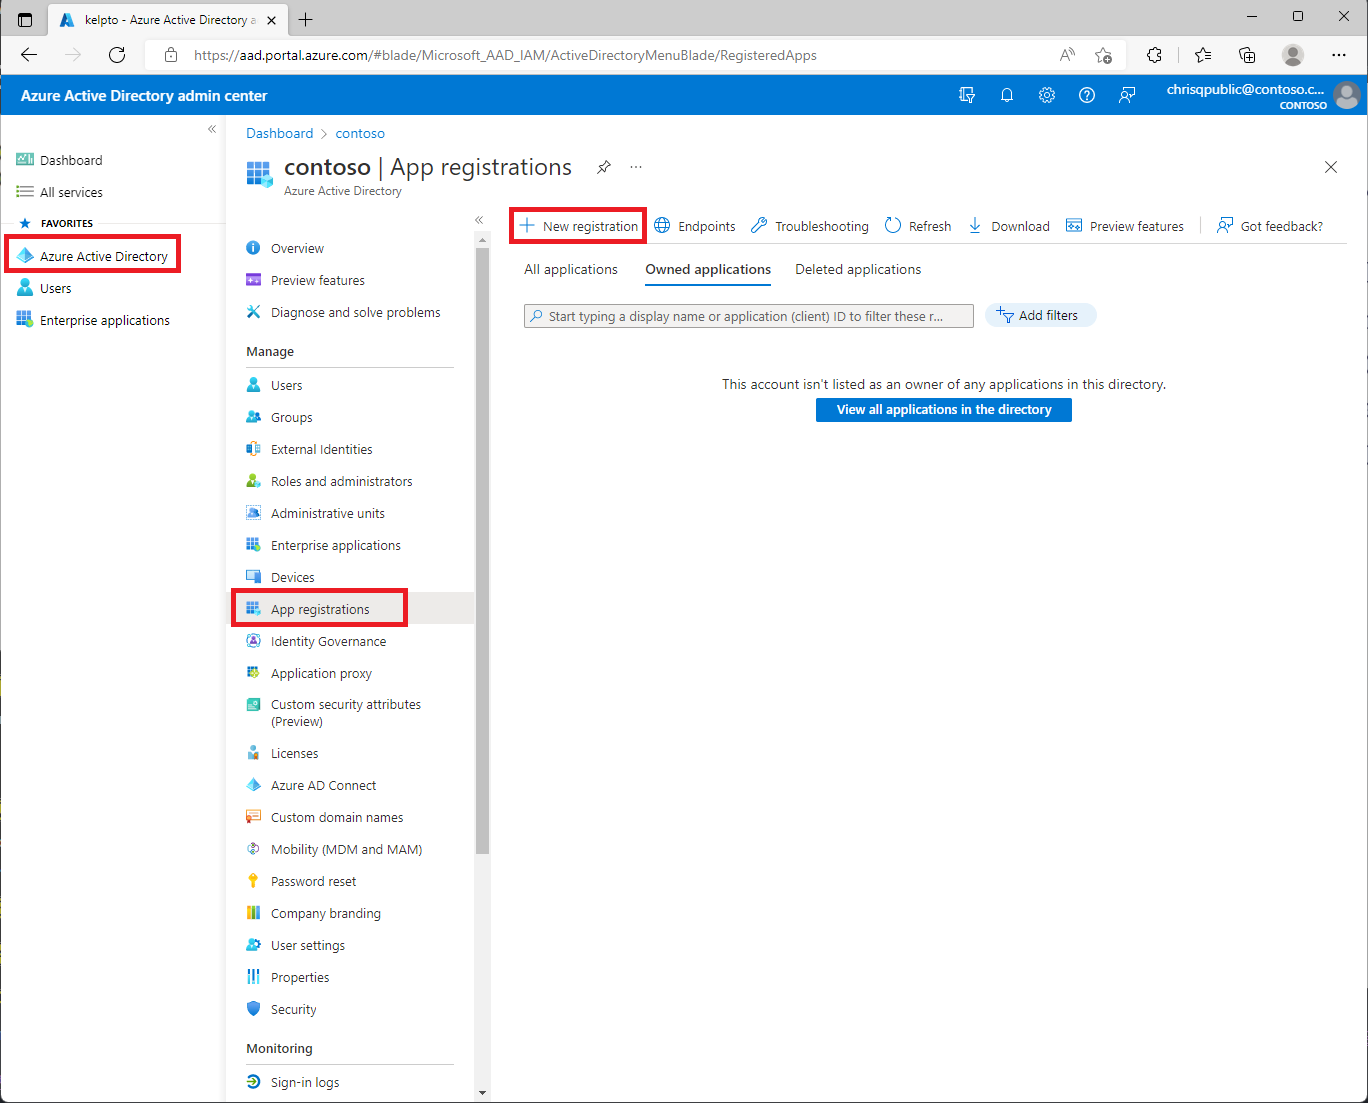 kelpto - Azure Active Directory a
https://aad.portal.azure.com/#blade/Microsoft_AAD_IAM/ActiveDirectoryMenuBlade/RegisteredApps
Azure Active Directory admin center
chrisqpublic@contoso.c...
CONTOSO
Dashboard
All services
FAVORITES
Azure Active Directory
Users
Enterprise applications
Dashboard > contoso
contoso | App registrations
Azure Active Directory
Overview
Preview features
Diagnose and solve problems
Manage
Users
Groups
External Identities
Roles and administrators
Administrative units
Enterprise applications
Devices
App registrations
Identity Governance
Application proxy
Custom security attributes
(Preview)
Licenses
Azure AD Connect
Custom domain names
Mobility (MDM and MAM)
Password reset
Company branding
User settings
Properties
Security
Monitoring
Sign-in logs
New registration Endpoints Troubleshooting Refresh Download Preview features Got feedback?
All applications Owned applications Deleted applications
Start typing a display name or application (client) ID to filter these r... Add filters
This account isn't listed as an owner of any applications in this directory.
View all applications in the directory